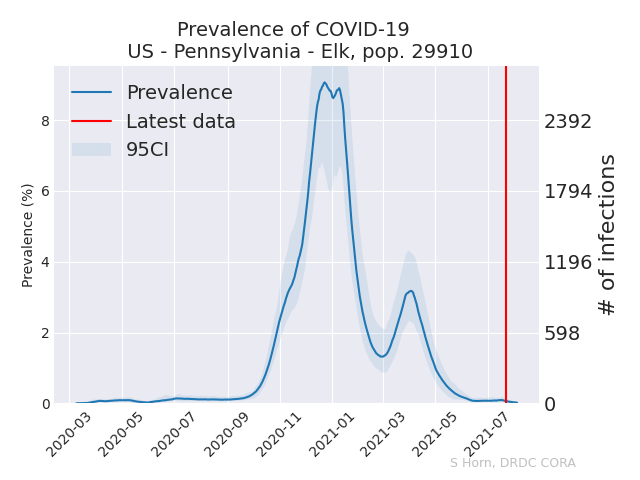 Prevalence of COVID-19
US - Pennsylvania - Elk, pop. 29910
Prevalence
Latest data
95CI
Prevalence (%)
8
6
4
2
0
2392
1794
1196
598
0
# of infections
2020-03
2020-05
2020-07
2020-09
2020-11
2021-01
2021-03
2021-05
2021-07
S Horn, DRDC CORA